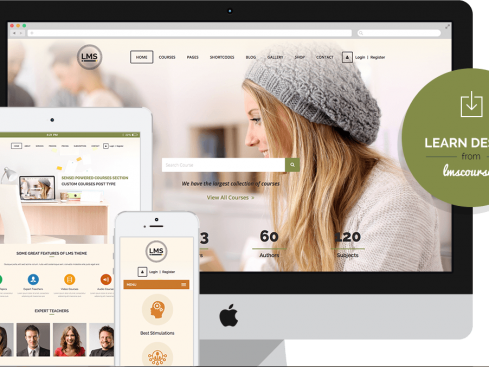 LMS
HOME COURSES PAGES SHORTCODES BLOG GALLERY SHOP CONTACT Login | Register
Search Course
We have the largest collection of courses
View All Courses >
3 60 120
Authors Subjects
LEARN DES
from
lmscours
SENSEI POWERED COURSES SECTION
CUSTOM COURSES POST TYPE
SOME GREAT FEATURES OF LMS THEME
EXPERT TEACHERS
LMS
Login | Register
MENU
Best Stimulations